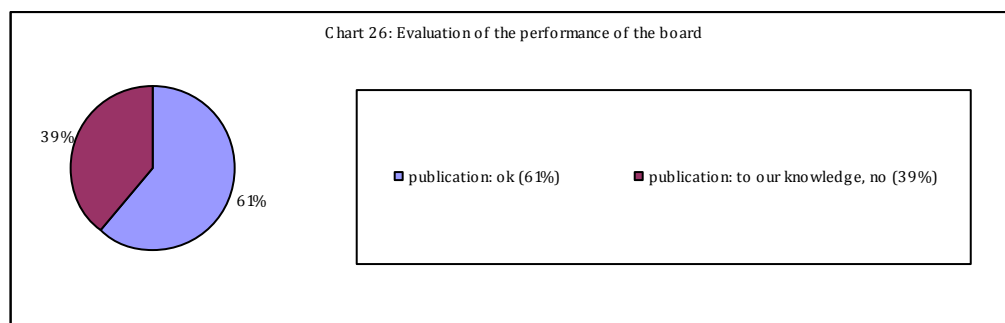 Chart 26: Evaluation of the performance of the board
39%
61%
publication: ok (61%)
publication: to our knowledge, no (39%)